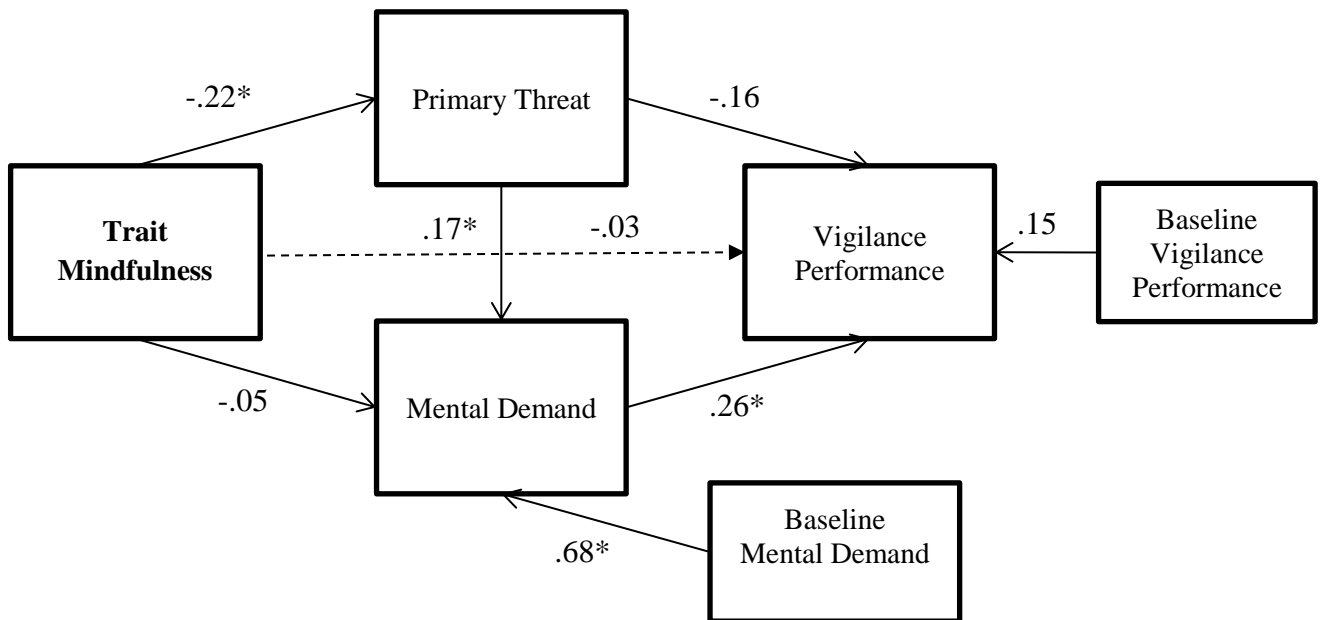 -.22*
Primary Threat
-.16
Trait
Mindfulness
.17*
-.03
Vigilance
Performance
.15
Baseline
Vigilance
Performance
-.05
Mental Demand
.26*
.68*
Baseline
Mental Demand